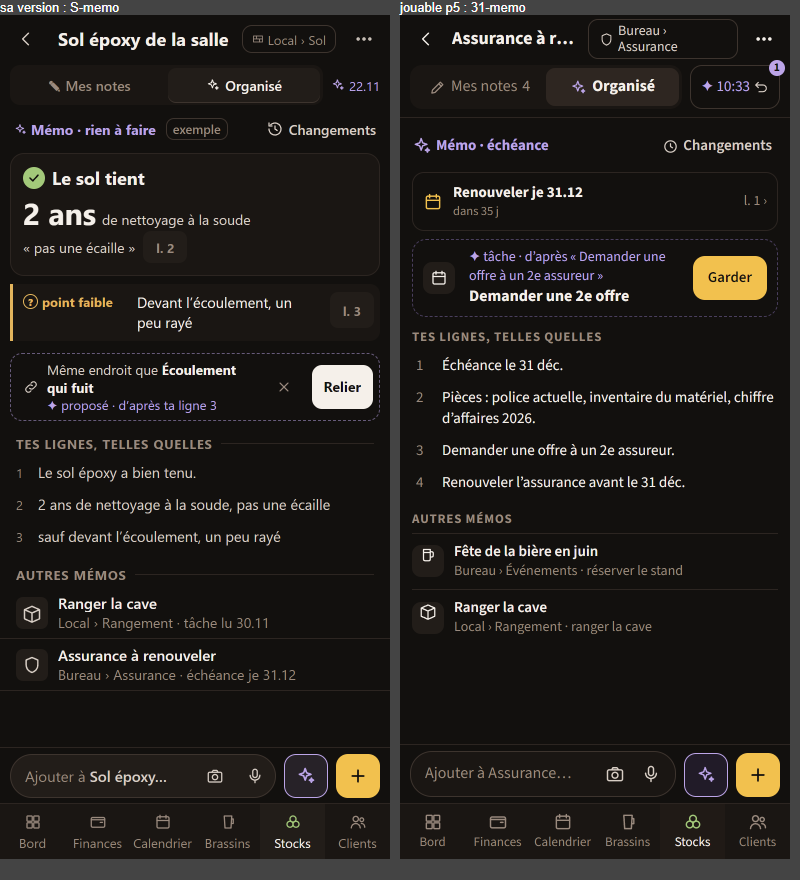 sa version : S-memo
Sol époxy de la salle
Local › Sol
Mes notes
Organisé
22.11
Mémo · rien à faire
exemple
Changements
Le sol tient
2 ans de nettoyage à la soude
« pas une écaille »
l. 2
point faible
Devant l’écoulement, un
peu rayé
l. 3
Même endroit que Écoulement
qui fuit
proposé · d’après ta ligne 3
Relier
TES LIGNES, TELLES QUELLES
1 Le sol époxy a bien tenu.
2 2 ans de nettoyage à la soude, pas une écaille
3 sauf devant l’écoulement, un peu rayé
AUTRES MÉMOS
Ranger la cave
Local › Rangement · tâche lu 30.11
Assurance à renouveler
Bureau › Assurance · échéance je 31.12
Ajouter à Sol époxy...
Bord
Finances
Calendrier
Brassins
Stocks
Clients
jouable p5 : 31-memo
Assurance à r…
Bureau ›
Assurance
Mes notes 4
Organisé
10:33
1
Mémo · échéance
Changements
Renouveler je 31.12
dans 35 j
l. 1 ›
tâche · d’après « Demander une
offre à un 2e assureur »
Demander une 2e offre
Garder
TES LIGNES, TELLES QUELLES
1 Échéance le 31 déc.
2 Pièces : police actuelle, inventaire du matériel, chiffre
d’affaires 2026.
3 Demander une offre à un 2e assureur.
4 Renouveler l’assurance avant le 31 déc.
AUTRES MÉMOS
Fête de la bière en juin
Bureau › Événements · réserver le stand
Ranger la cave
Local › Rangement · ranger la cave
Ajouter à Assurance…
Bord
Finances
Calendrier
Brassins
Stocks
Clients